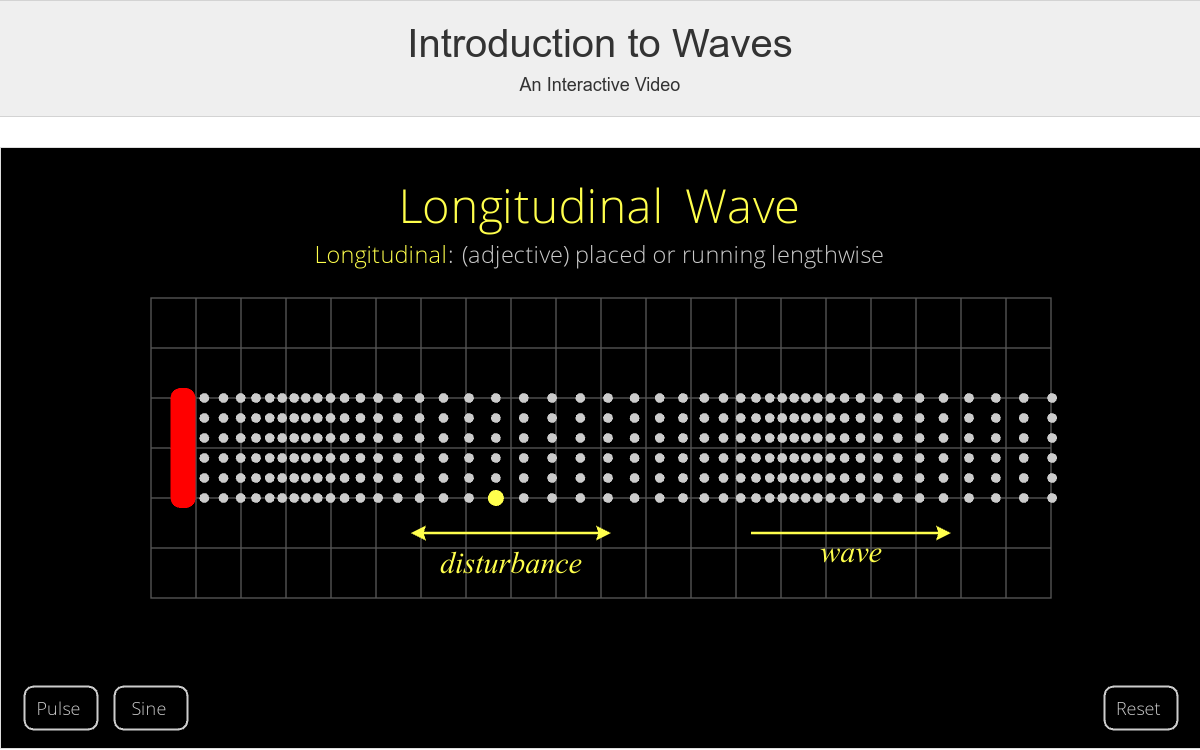 Introduction to Waves
An Interactive Video
Longitudinal Wave
Longitudinal: (adjective) placed or running lengthwise
disturbance
wave
Pulse
Sine
Reset